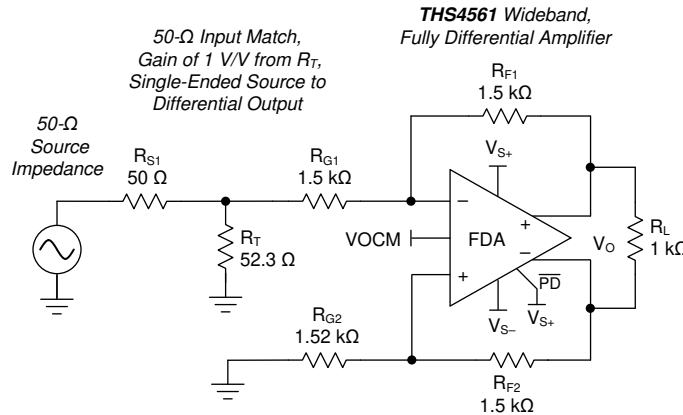 THS4561 Wideband,
Fully Differential Amplifier
50-Ω Input Match,
Gain of 1 V/V from RT,
Single-Ended Source to
Differential Output
50-Ω
Source
Impedance
RF1
1.5 kΩ
RS1
50 Ω
RG1
1.5 kΩ
VS+
RT
52.3 Ω
VOCM
FDA
−
+
+
−
VO
RL
1 kΩ
PD
VS−
VS+
RG2
1.52 kΩ
RF2
1.5 kΩ